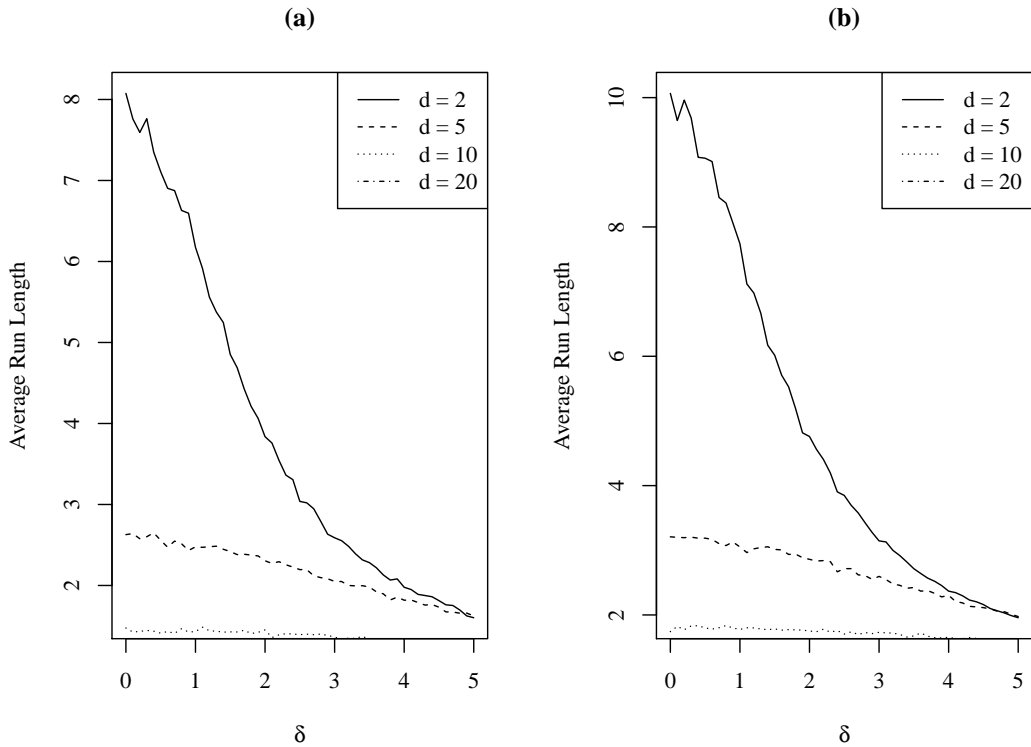 (a)
8
7
6
5
4
3
2
Average Run Length
0 1 2 3 4 5
δ
d = 2
d = 5
d = 10
d = 20
(b)
10
8
6
4
2
Average Run Length
0 1 2 3 4 5
δ
d = 2
d = 5
d = 10
d = 20